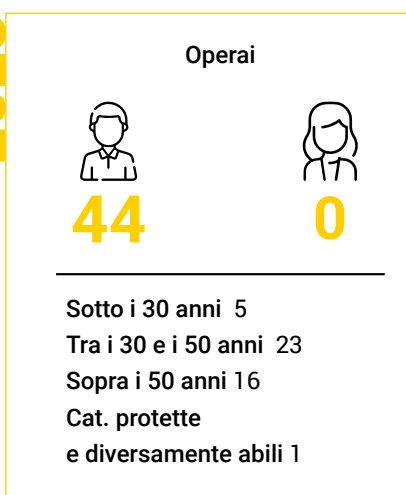 Operai
44 0
Sotto i 30 anni 5
Tra i 30 e i 50 anni 23
Sopra i 50 anni 16
Cat. protette
e diversamente abili 1